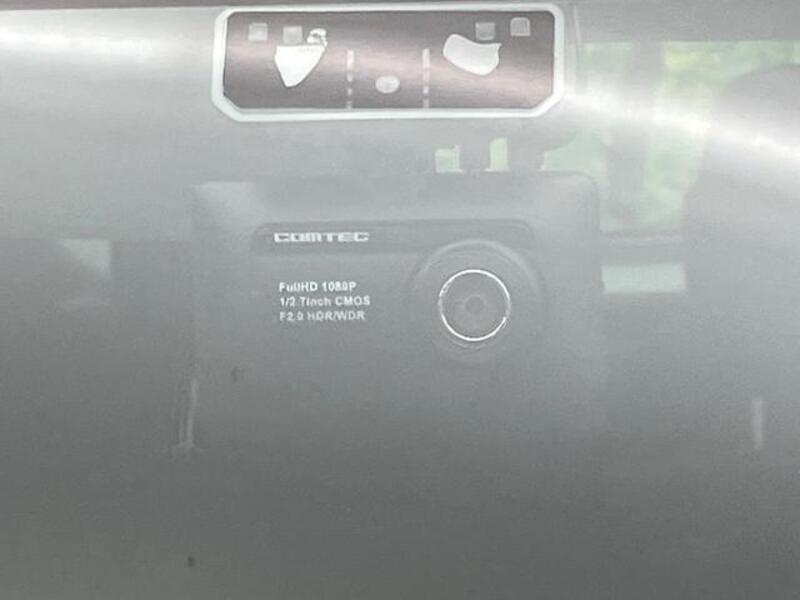 COMTEC
FullHD 1080P
1/2.7inch CMOS
F2.0 HDR/WDR